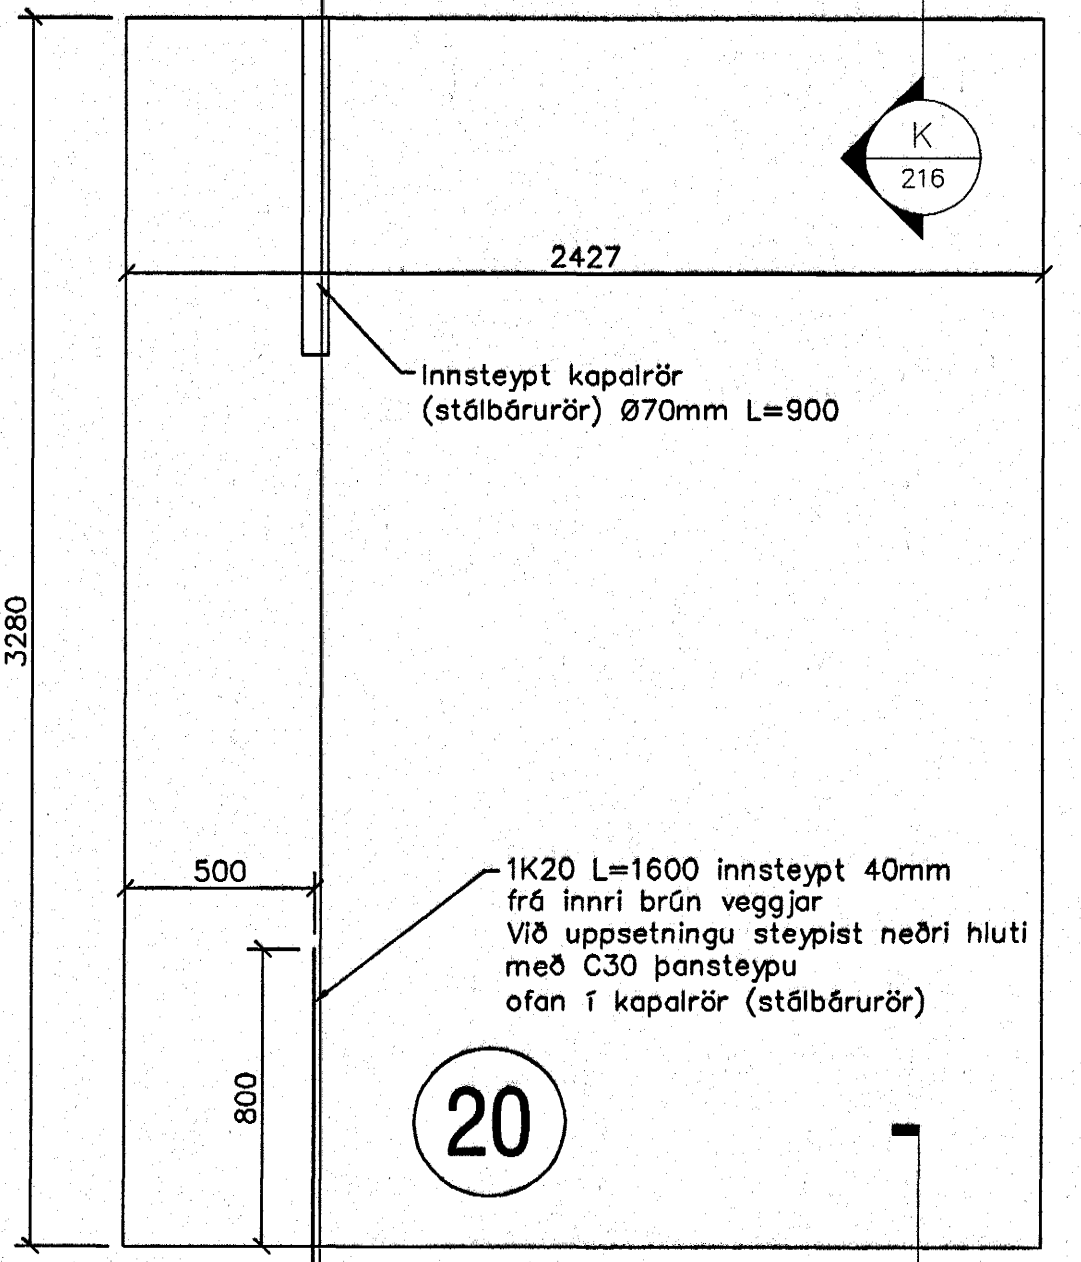 K
216
2427
Innsteypt kapalrör
(stálbárurör) Ø70mm L=900
3280
500
1K20 L=1600 innsteypt 40mm
frá innri brún veggjar
Við uppsetningu steypist neðri hluti
með C30 þansteypu
ofan í kapalrör (stálbárurör)
800
20